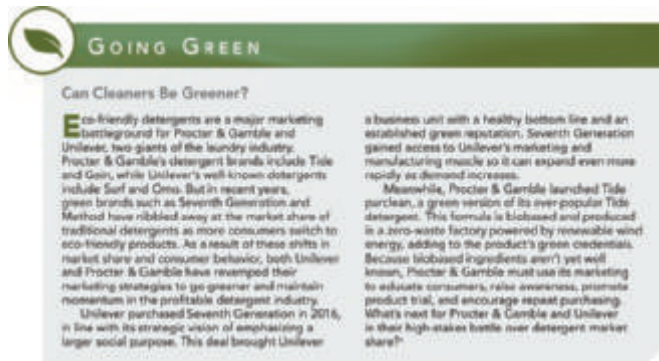 GOING GREEN
Can Cleaners Be Greener?
Eco-friendly detergents are a major marketing
battleground for Procter & Gamble and
Unilever, two giants of the laundry industry.
Procter & Gamble's detergent brands include Tide
and Gain, while Unilever's well-known detergents
include Surf and Omo. But in recent years,
green brands such as Seventh Generation and
Method have nibbled away at the market share of
traditional detergents as more consumers switch to
eco-friendly products. As a result of these shifts in
market share and consumer behavior, both Unilever
and Procter & Gamble have revamped their
marketing strategies to go greener and maintain
momentum in the profitable detergent industry.
Unilever purchased Seventh Generation in 2016,
in line with its strategic vision of emphasizing a
larger social purpose. This deal brought Unilever
a business unit with a healthy bottom line and an
established green reputation. Seventh Generation
gained access to Unilever's marketing and
manufacturing muscle so it can expand even more
rapidly as demand increases.
Meanwhile, Procter & Gamble launched Tide
purclean, a green version of its ever-popular Tide
detergent. This formula is biobased and produced
in a zero-waste factory powered by renewable wind
energy, adding to the product's green credentials.
Because biobased ingredients aren't yet well
known, Procter & Gamble must use its marketing
to educate consumers, raise awareness, promote
product trial, and encourage repeat purchasing.
What's next for Procter & Gamble and Unilever
in their high-stakes battle over detergent market
share?